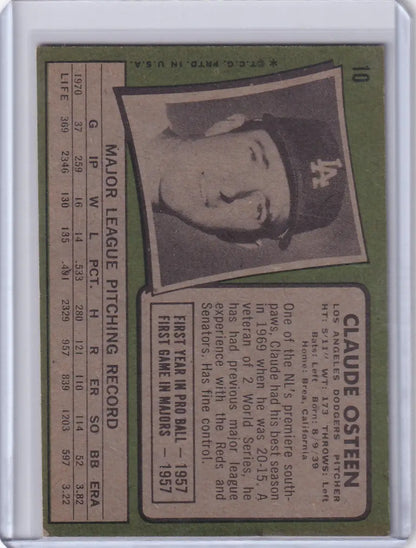 10
CLAUDE OSTEEN
LOS ANGELES DODGERS PITCHER
HT: 5'11" WT: 173 THROWS: Left
Bats: Left Born: 8/9/39
Home: Brea, California
One of the NL's premiere south-
paws, Claude had his best season
in 1969 when he was 20-15. A
veteran of 2 World Series, he
has had previous major league
experience with the Reds and
Senators. Has fine control.
FIRST YEAR IN PRO BALL — 1957
FIRST GAME IN MAJORS — 1957
LA
*©T.C.G. PRTD. IN U.S.A.
MAJOR LEAGUE PITCHING RECORD
G IP W L PCT. H R ER SO BB ERA
1970 37 259 16 14 .533 280 121 110 114 52 3.82
LIFE 369 2346 130 135 .491 2329 957 839 1203 597 3.22